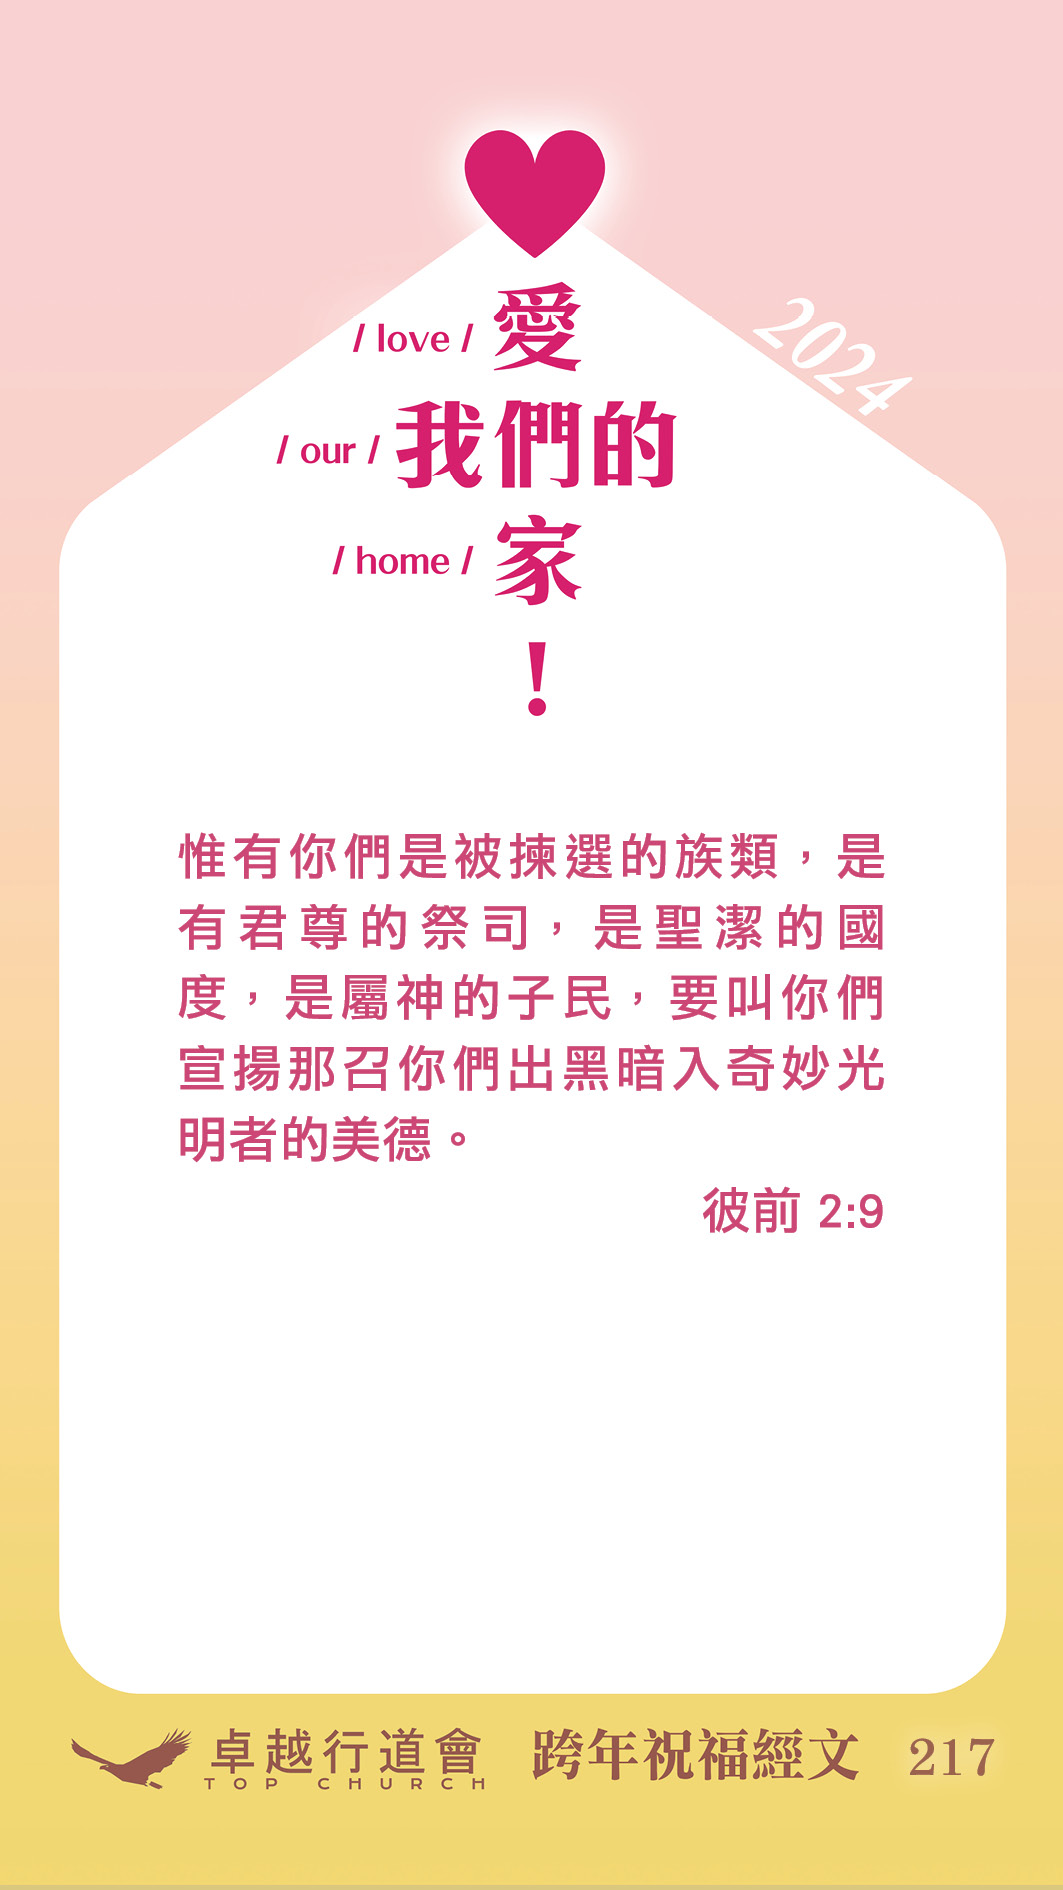 / love / 愛
2024
/ our / 我們的
/ home / 家
！
惟有你們是被揀選的族類，是
有君尊的祭司，是聖潔的國
度，是屬神的子民，要叫你們
宣揚那召你們出黑暗入奇妙光
明者的美德。
彼前 2:9
卓越行道會 跨年祝福經文 217
TOP CHURCH